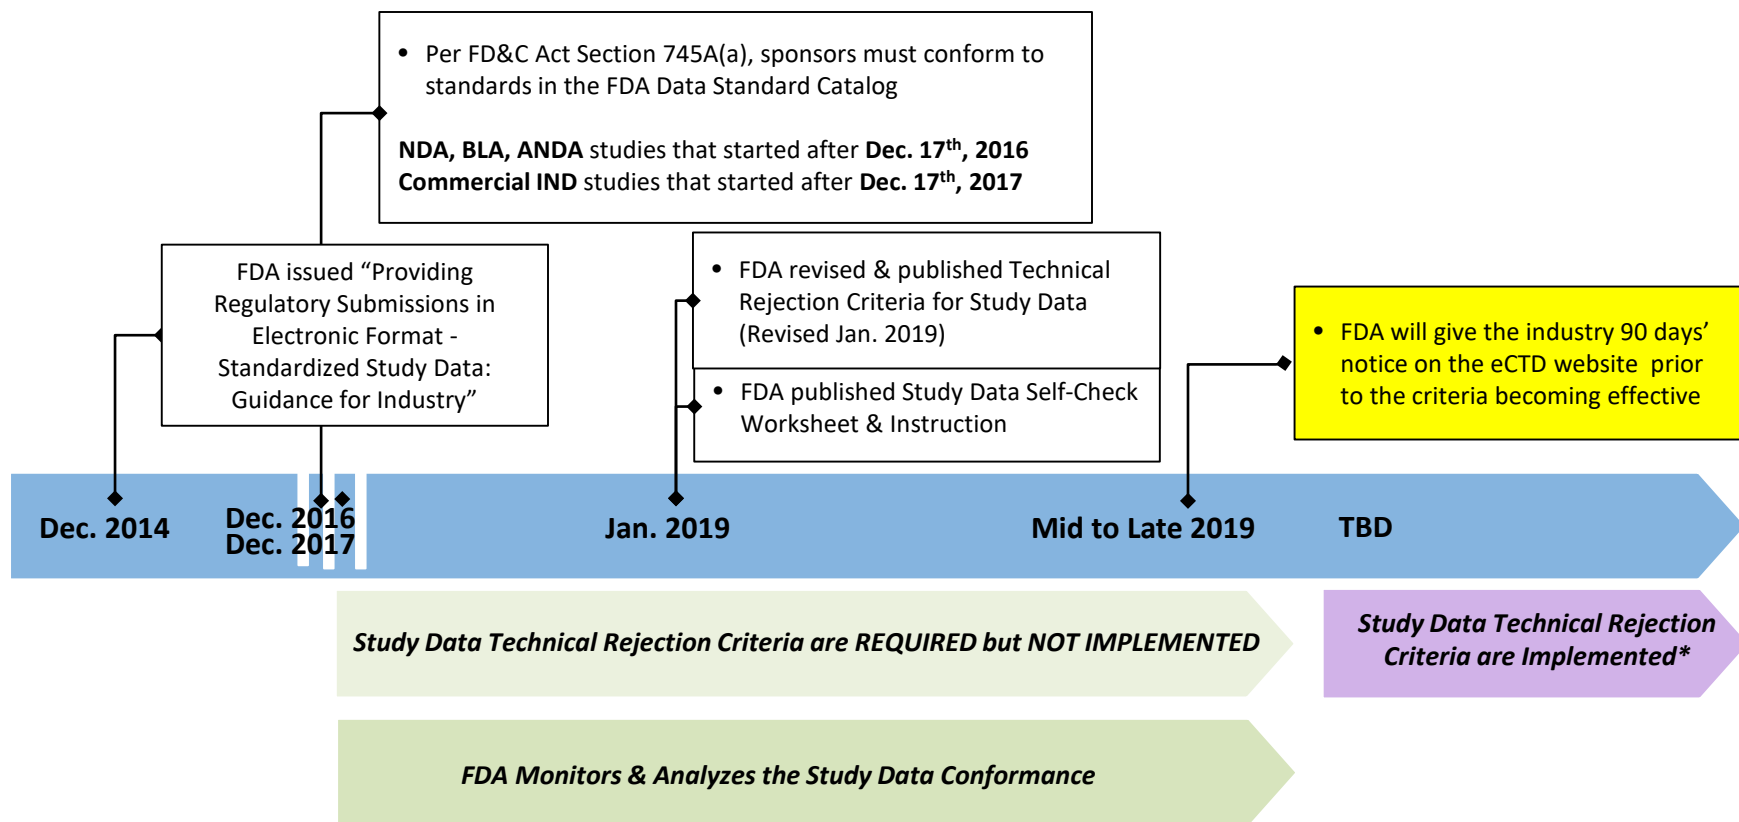 • Per FD&C Act Section 745A(a), sponsors must conform to
standards in the FDA Data Standard Catalog
NDA, BLA, ANDA studies that started after Dec. 17th, 2016
Commercial IND studies that started after Dec. 17th, 2017
FDA issued “Providing
Regulatory Submissions in
Electronic Format -
Standardized Study Data:
Guidance for Industry”
• FDA revised & published Technical
Rejection Criteria for Study Data
(Revised Jan. 2019)
• FDA published Study Data Self-Check
Worksheet & Instruction
• FDA will give the industry 90 days’
notice on the eCTD website prior
to the criteria becoming effective
Dec. 2014
Dec. 2016
Dec. 2017
Jan. 2019
Mid to Late 2019
TBD
Study Data Technical Rejection Criteria are REQUIRED but NOT IMPLEMENTED
Study Data Technical Rejection
Criteria are Implemented*
FDA Monitors & Analyzes the Study Data Conformance